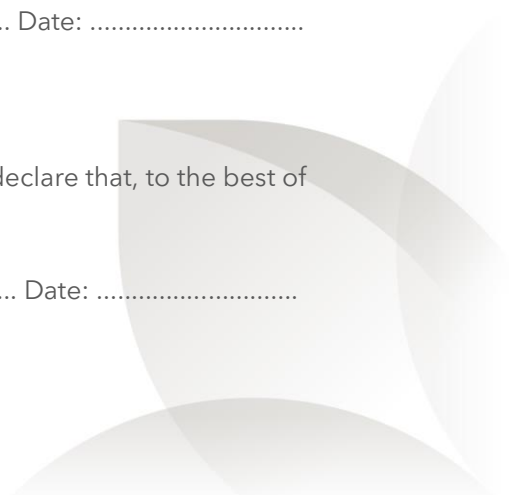 .. Date: ..............................
declare that, to the best of
... Date: ............................